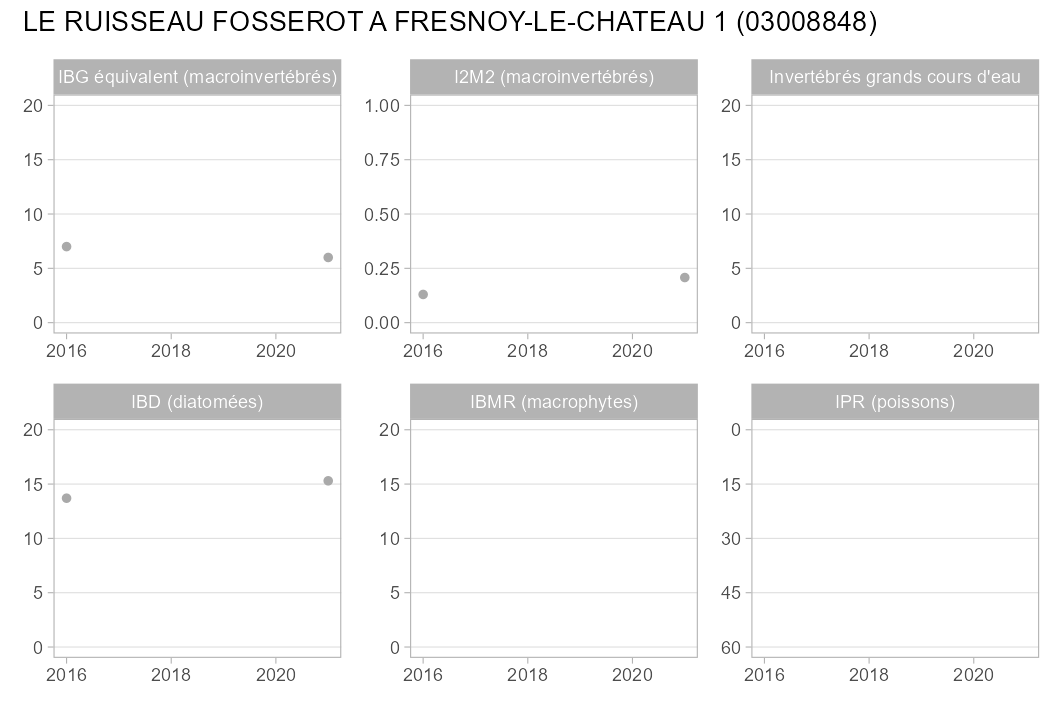 LE RUISSEAU FOSSEROT A FRESNOY-LE-CHATEAU 1 (03008848)
IBG équivalent (macroinvertébrés)
20
15
10
5
0
2016 2018 2020
I2M2 (macroinvertébrés)
1.00
0.75
0.50
0.25
0.00
2016 2018 2020
Invertébrés grands cours d'eau
20
15
10
5
0
2016 2018 2020
IBD (diatomées)
20
15
10
5
0
2016 2018 2020
IBMR (macrophytes)
20
15
10
5
0
2016 2018 2020
IPR (poissons)
0
15
30
45
60
2016 2018 2020